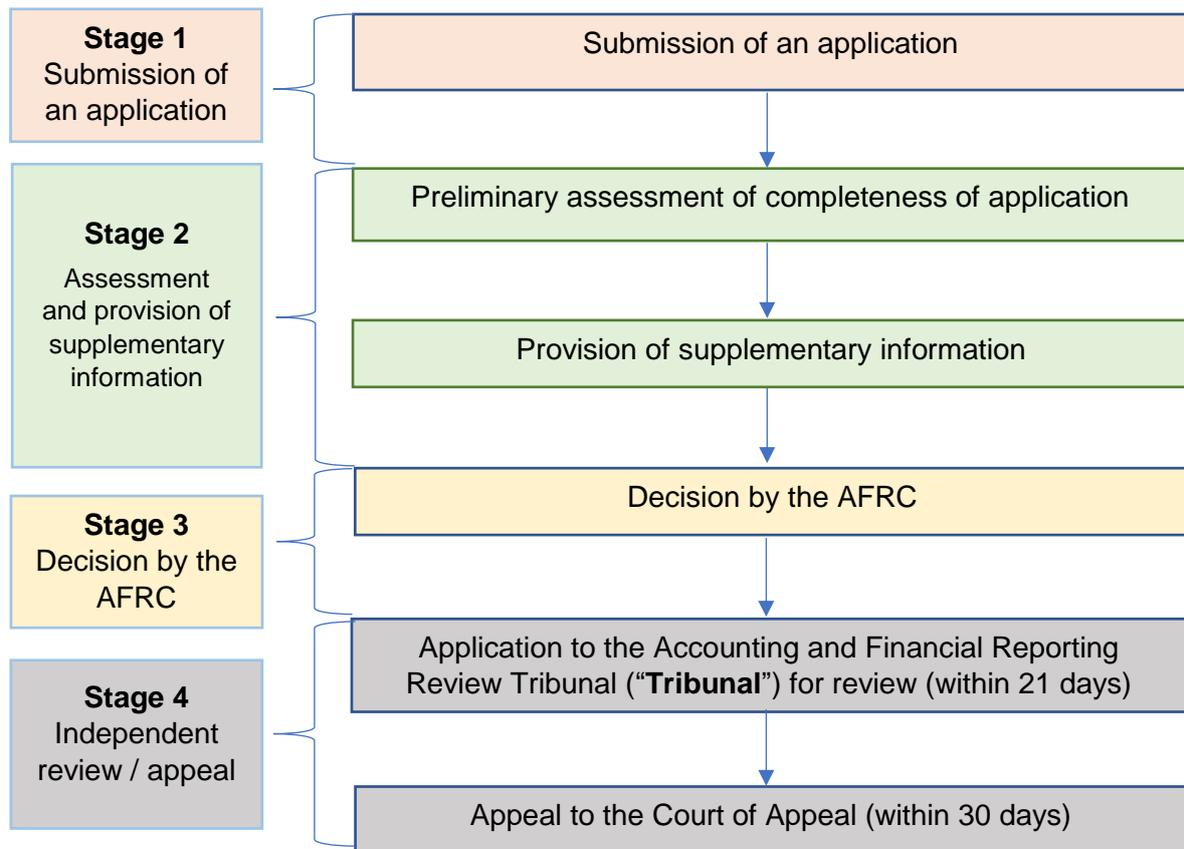 Stage 1
Submission of
an application
Submission of an application
Stage 2
Assessment
and provision of
supplementary
information
Preliminary assessment of completeness of application
Provision of supplementary information
Stage 3
Decision by the
AFRC
Decision by the AFRC
Stage 4
Independent
review / appeal
Application to the Accounting and Financial Reporting
Review Tribunal (“Tribunal”) for review (within 21 days)
Appeal to the Court of Appeal (within 30 days)